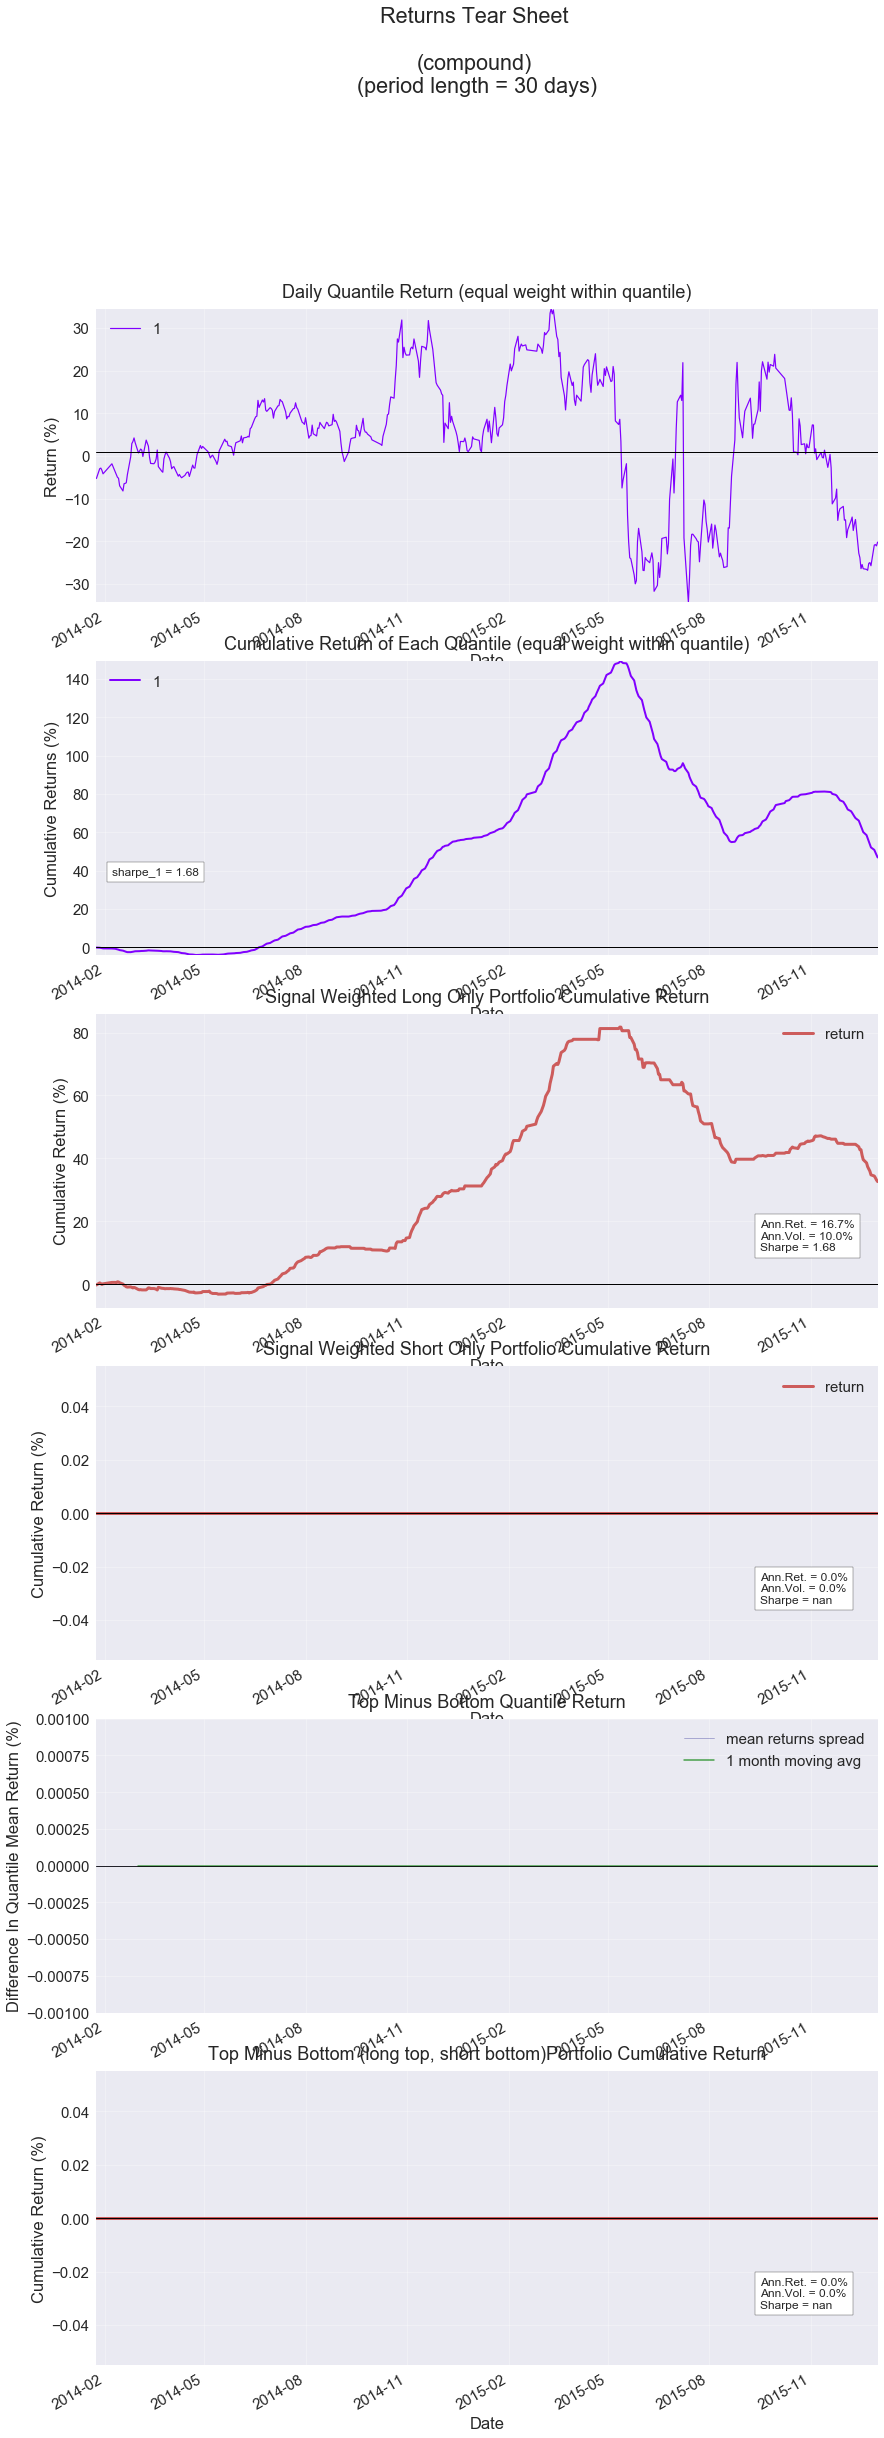 Returns Tear Sheet
(compound)
(period length = 30 days)
Daily Quantile Return (equal weight within quantile)
1
Return (%)
30
20
10
0
−10
−20
−30
2014-02
2014-05
2014-08
2014-11
2015-02
2015-05
2015-08
2015-11
Date
Cumulative Return of Each Quantile (equal weight within quantile)
1
Cumulative Returns (%)
140
120
100
80
60
40
20
0
sharpe_1 = 1.68
2014-02
2014-05
2014-08
2014-11
2015-02
2015-05
2015-08
2015-11
Date
Signal Weighted Long Only Portfolio Cumulative Return
return
Cumulative Return (%)
80
60
40
20
0
Ann.Ret. = 16.7%
Ann.Vol. = 10.0%
Sharpe = 1.68
2014-02
2014-05
2014-08
2014-11
2015-02
2015-05
2015-08
2015-11
Date
Signal Weighted Short Only Portfolio Cumulative Return
return
Cumulative Return (%)
0.04
0.02
0.00
−0.02
−0.04
Ann.Ret. = 0.0%
Ann.Vol. = 0.0%
Sharpe = nan
2014-02
2014-05
2014-08
2014-11
2015-02
2015-05
2015-08
2015-11
Date
Top Minus Bottom Quantile Return
mean returns spread
1 month moving avg
Difference In Quantile Mean Return (%)
0.00100
0.00075
0.00050
0.00025
0.00000
−0.00025
−0.00050
−0.00075
−0.00100
2014-02
2014-05
2014-08
2014-11
2015-02
2015-05
2015-08
2015-11
Top Minus Bottom (long top, short bottom)Portfolio Cumulative Return
Cumulative Return (%)
0.04
0.02
0.00
−0.02
−0.04
Ann.Ret. = 0.0%
Ann.Vol. = 0.0%
Sharpe = nan
2014-02
2014-05
2014-08
2014-11
2015-02
2015-05
2015-08
2015-11
Date